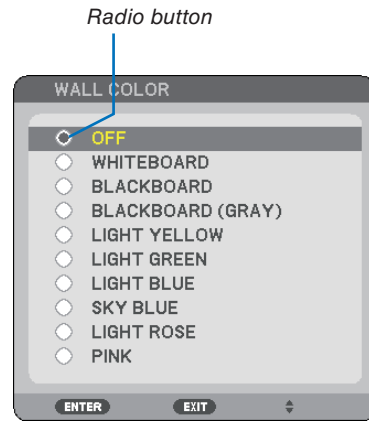 Radio button
WALL COLOR
OFF
WHITEBOARD
BLACKBOARD
BLACKBOARD (GRAY)
LIGHT YELLOW
LIGHT GREEN
LIGHT BLUE
SKY BLUE
LIGHT ROSE
PINK
ENTER EXIT